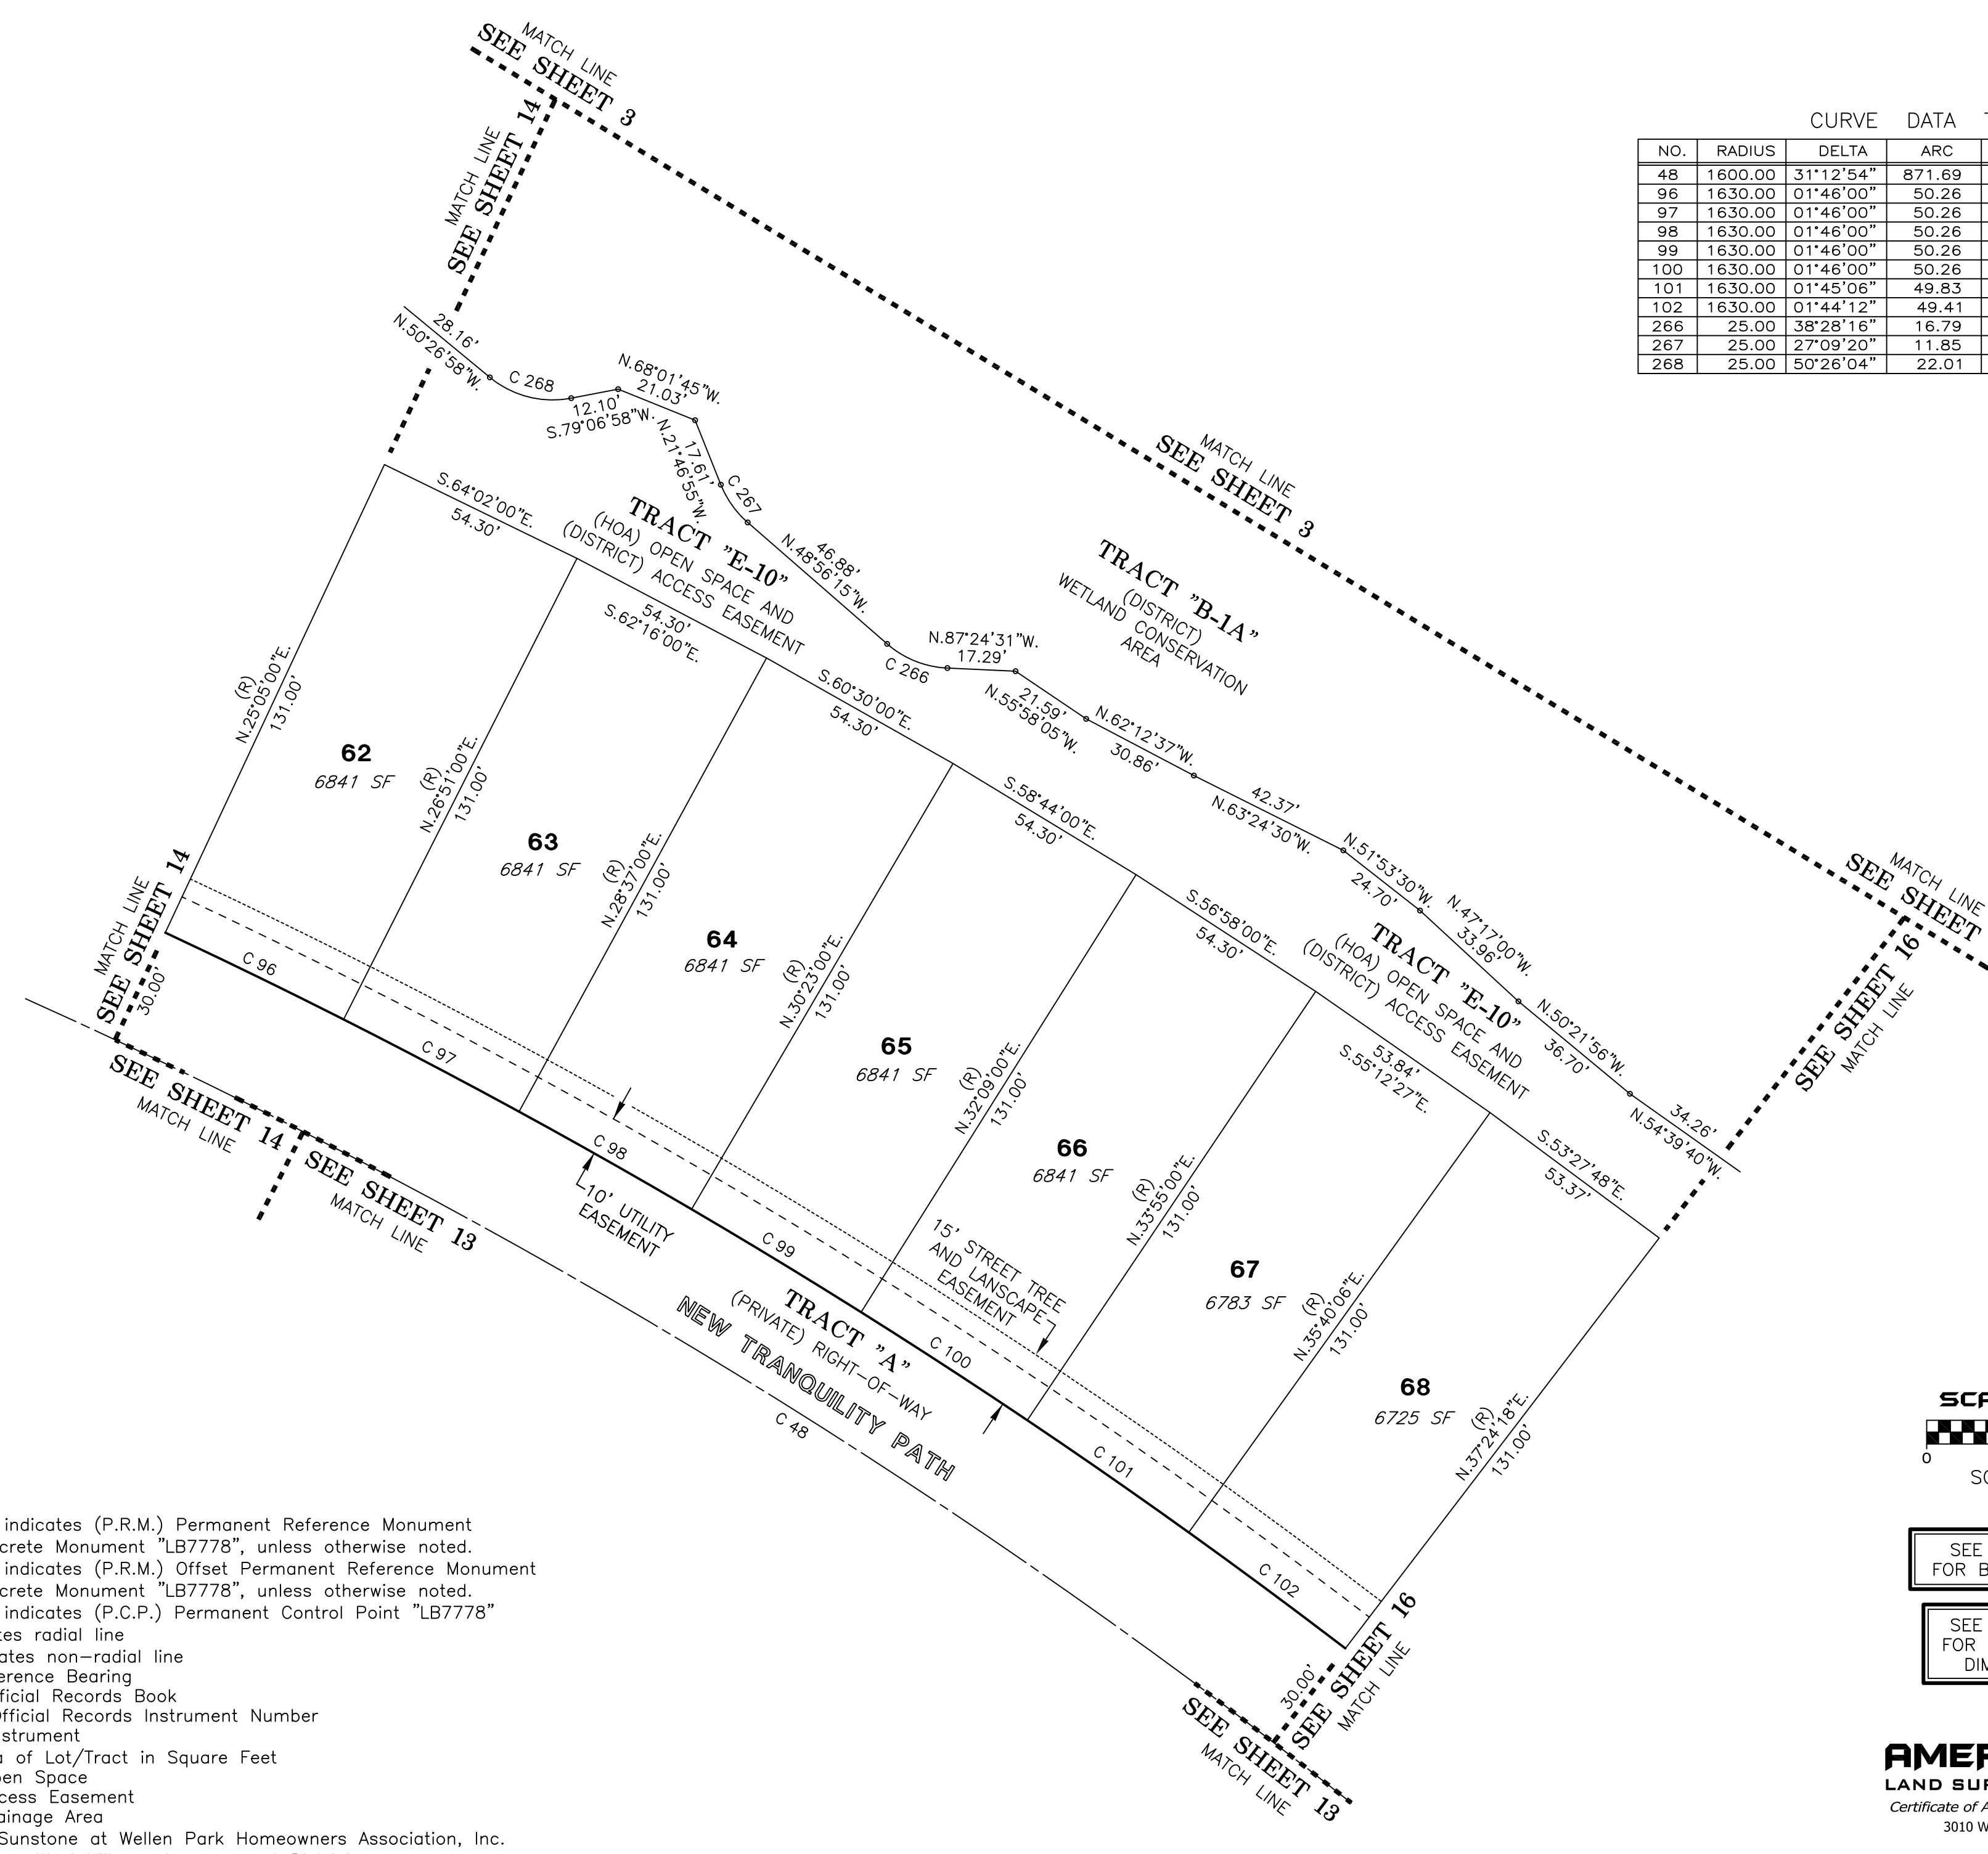 MATCH LINE
SEE SHEET 3
MATCH LINE
SEE SHEET 14
CURVE DATA
NO. RADIUS DELTA ARC
48 1600.00 31°12'54" 871.69
96 1630.00 01°46'00" 50.26
97 1630.00 01°46'00" 50.26
98 1630.00 01°46'00" 50.26
99 1630.00 01°46'00" 50.26
100 1630.00 01°46'00" 50.26
101 1630.00 01°45'06" 49.83
102 1630.00 01°44'12" 49.41
266 25.00 38°28'16" 16.79
267 25.00 27°09'20" 11.85
268 25.00 50°26'04" 22.01
28.16'
N.50°26'58"W.
C 268
12.10'
S.79°06'58"W.
N.68°01'45"W.
21.03'
17.61'
N.21°46'55"W.
C 267
46.88'
N.48°56'15"W.
C 266
N.87°24'31"W.
17.29'
21.59'
N.55°58'05"W.
N.62°12'37"W.
30.86'
42.37'
N.63°24'30"W.
N.51°53'30"W.
24.70'
N.47°17'00"W.
33.96'
N.50°21'56"W.
36.70'
34.26'
N.54°39'40"W.
MATCH LINE
SEE SHEET 3
TRACT "B-1A"
(DISTRICT)
WETLAND CONSERVATION
AREA
TRACT "E-10"
(HOA) OPEN SPACE AND
(DISTRICT) ACCESS EASEMENT
S.64°02'00"E.
54.30'
54.30'
S.62°16'00"E.
S.60°30'00"E.
54.30'
S.58°44'00"E.
54.30'
S.56°58'00"E.
54.30'
53.84'
S.55°12'27"E.
S.53°27'48"E.
53.37'
TRACT "E-10"
(HOA) OPEN SPACE AND
(DISTRICT) ACCESS EASEMENT
MATCH LINE
SEE SHEET
SEE SHEET 16
MATCH LINE
(R)
N.25°05'00"E.
131.00'
62
6841 SF
(R)
N.26°51'00"E.
131.00'
63
6841 SF
(R)
N.28°37'00"E.
131.00'
64
6841 SF
(R)
N.30°23'00"E.
131.00'
65
6841 SF
(R)
N.32°09'00"E.
131.00'
66
6841 SF
(R)
N.33°55'00"E.
131.00'
67
6783 SF
(R)
N.35°40'06"E.
131.00'
68
6725 SF
(R)
N.37°24'18"E.
131.00'
MATCH LINE
SEE SHEET 14
30.00'
C 96
C 97
C 98
C 99
C 100
C 101
C 102
SEE SHEET 14
MATCH LINE
SEE SHEET 13
MATCH LINE
10' UTILITY
EASEMENT
15' STREET TREE
AND LANSCAPE
EASEMENT
TRACT "A"
(PRIVATE) RIGHT-OF-WAY
NEW TRANQUILITY PATH
C 48
30.00'
SEE SHEET 16
MATCH LINE
SEE SHEET 13
MATCH LINE
indicates (P.R.M.) Permanent Reference Monument
crete Monument "LB7778", unless otherwise noted.
indicates (P.R.M.) Offset Permanent Reference Monument
crete Monument "LB7778", unless otherwise noted.
indicates (P.C.P.) Permanent Control Point "LB7778"
tes radial line
ates non-radial line
erence Bearing
ficial Records Book
fficial Records Instrument Number
strument
a of Lot/Tract in Square Feet
pen Space
cess Easement
ainage Area
Sunstone at Wellen Park Homeowners Association, Inc.
0
SEE
FOR B
SEE
FOR
DIM
AMER
LAND SUR
Certificate of A
3010 W